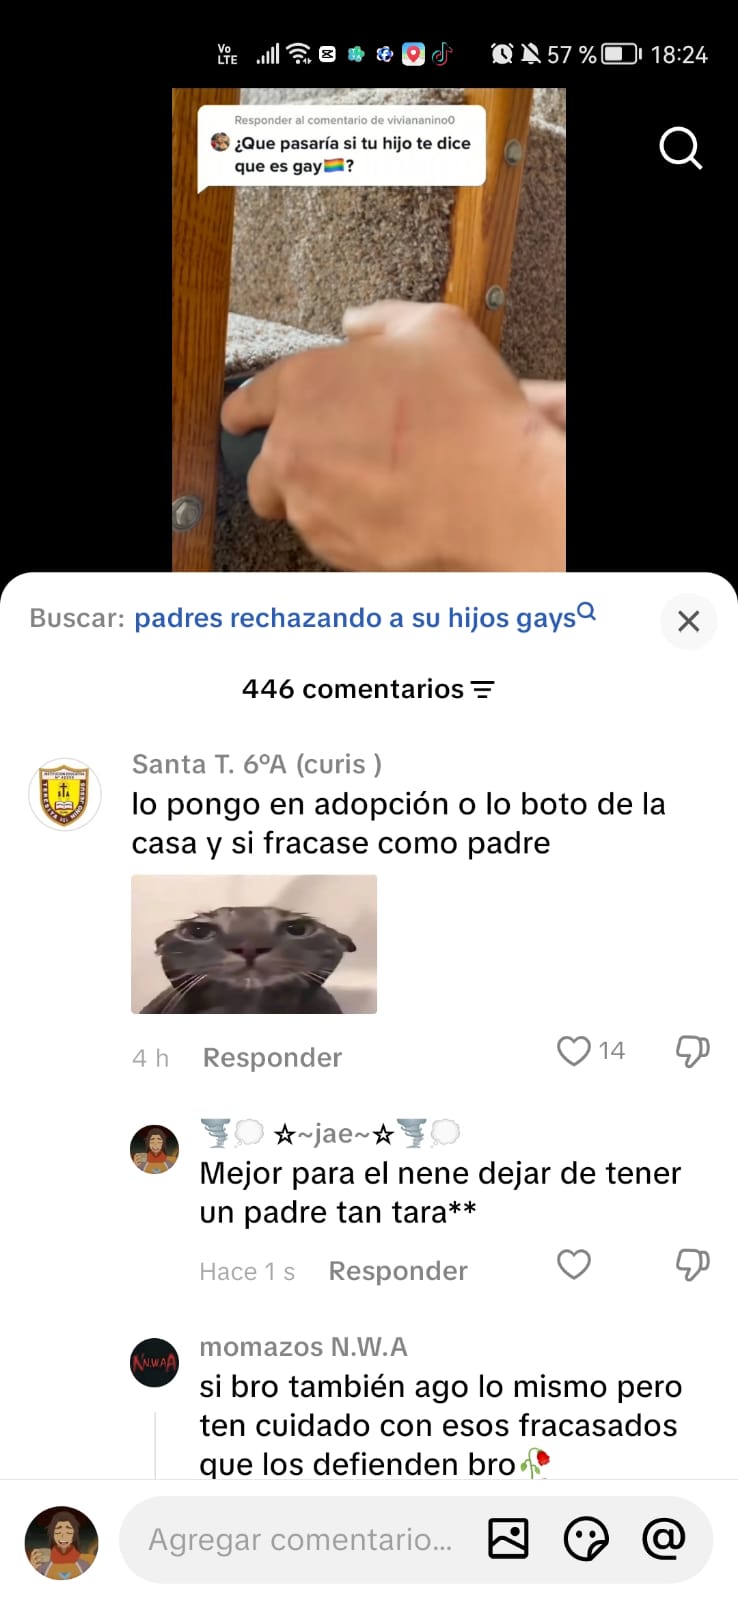 Vo
LTE
57 % 18:24
Responder al comentario de viviananino0
¿Que pasaría si tu hijo te dice
que es gay🏳️‍🌈?
Buscar: padres rechazando a su hijos gays
446 comentarios
Santa T. 6ºA (curis )
lo pongo en adopción o lo boto de la
casa y si fracase como padre
4 h Responder 14
🌪️💭 ☆~jae~☆🌪️💭
Mejor para el nene dejar de tener
un padre tan tara**
Hace 1 s Responder
N.W.A
momazos N.W.A
si bro también ago lo mismo pero
ten cuidado con esos fracasados
que los defienden bro🥀
Agregar comentario...